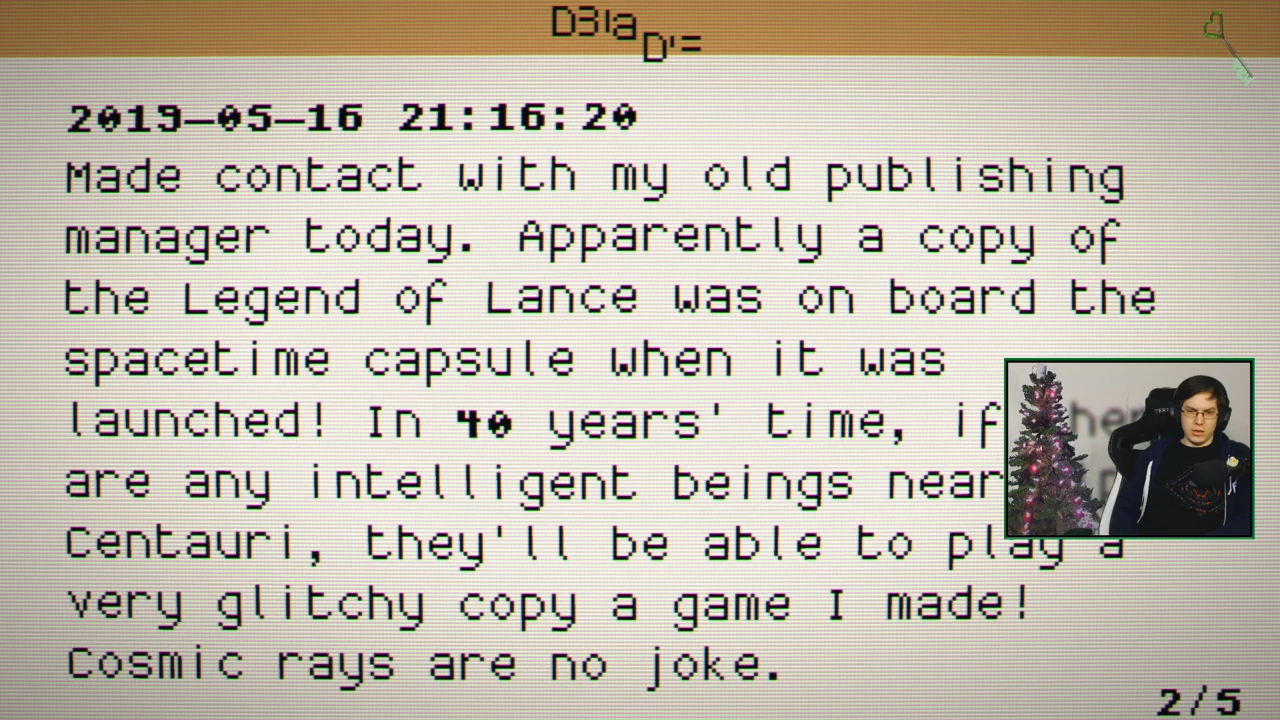 2019-05-16 21:16:20
Made contact with my old publishing
manager today. Apparently a copy of
the Legend of Lance was on board the
spacetime capsule when it was
launched! In 40 years' time, if
are any intelligent beings near
Centauri, they'll be able to play a
very glitchy copy a game I made!
Cosmic rays are no joke.
2/5